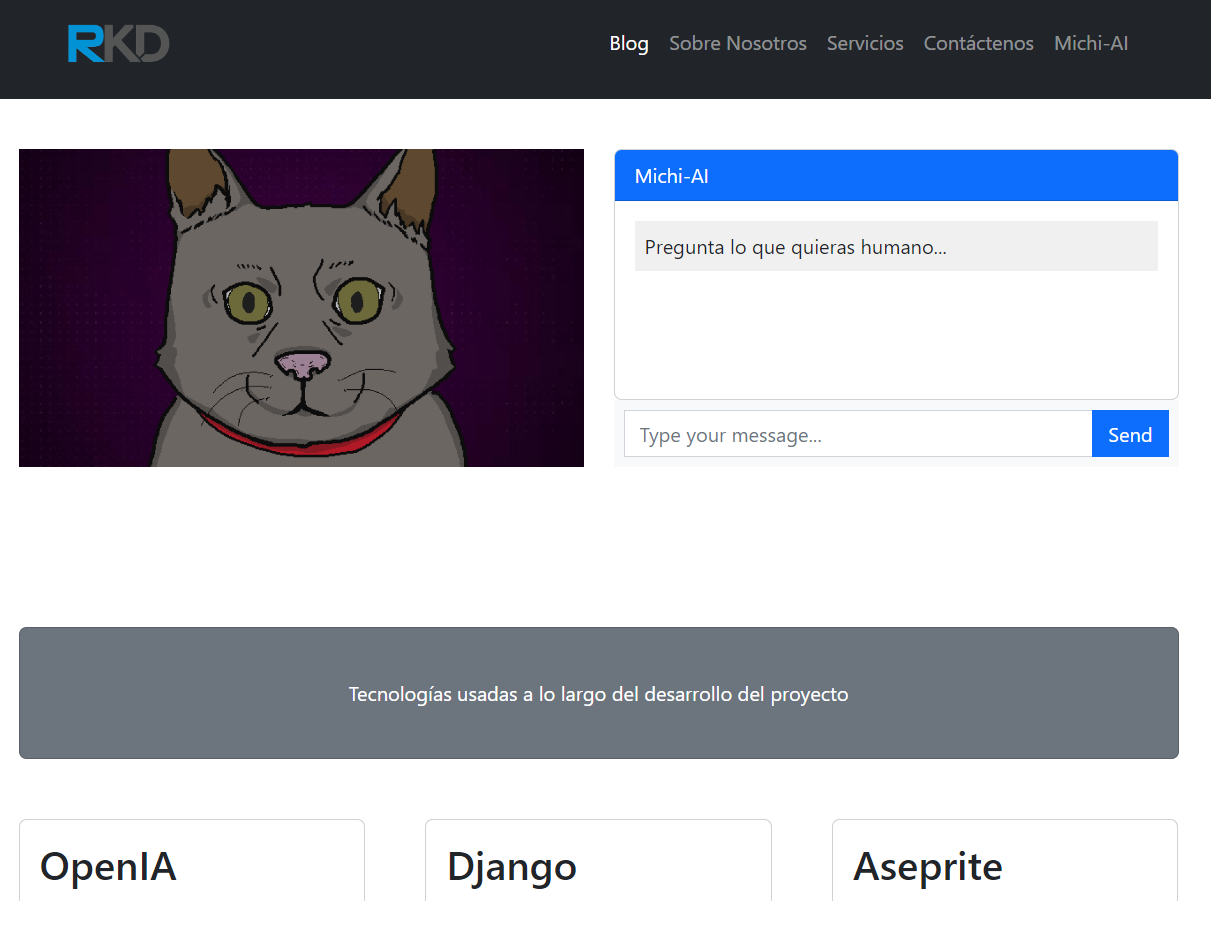 RKD
Blog Sobre Nosotros Servicios Contáctenos Michi-AI
Michi-AI
Pregunta lo que quieras humano...
Type your message... Send
Tecnologías usadas a lo largo del desarrollo del proyecto
OpenIA Django Aseprite